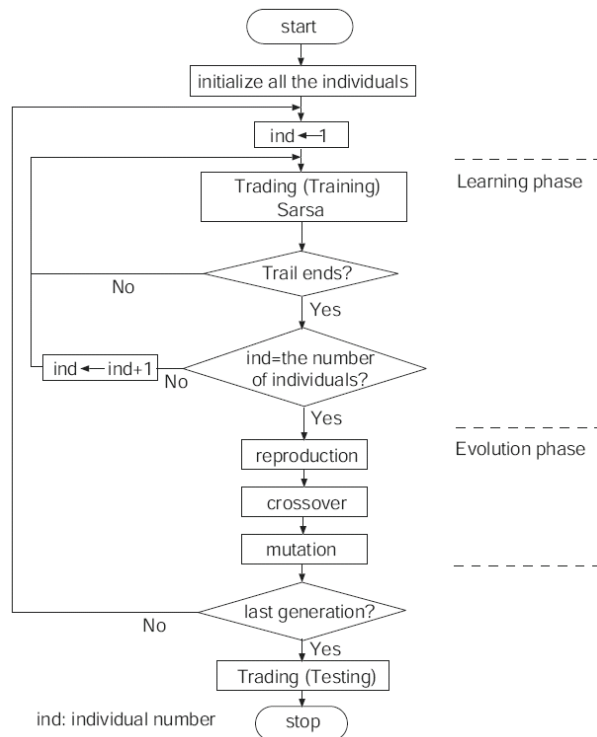 start
initialize all the individuals
ind ← 1
Trading (Training)
Sarsa
Learning phase
Trail ends?
No
Yes
ind ← ind+1
No
ind=the number
of individuals?
Yes
reproduction
Evolution phase
crossover
mutation
last generation?
No
Yes
Trading (Testing)
ind: individual number
stop